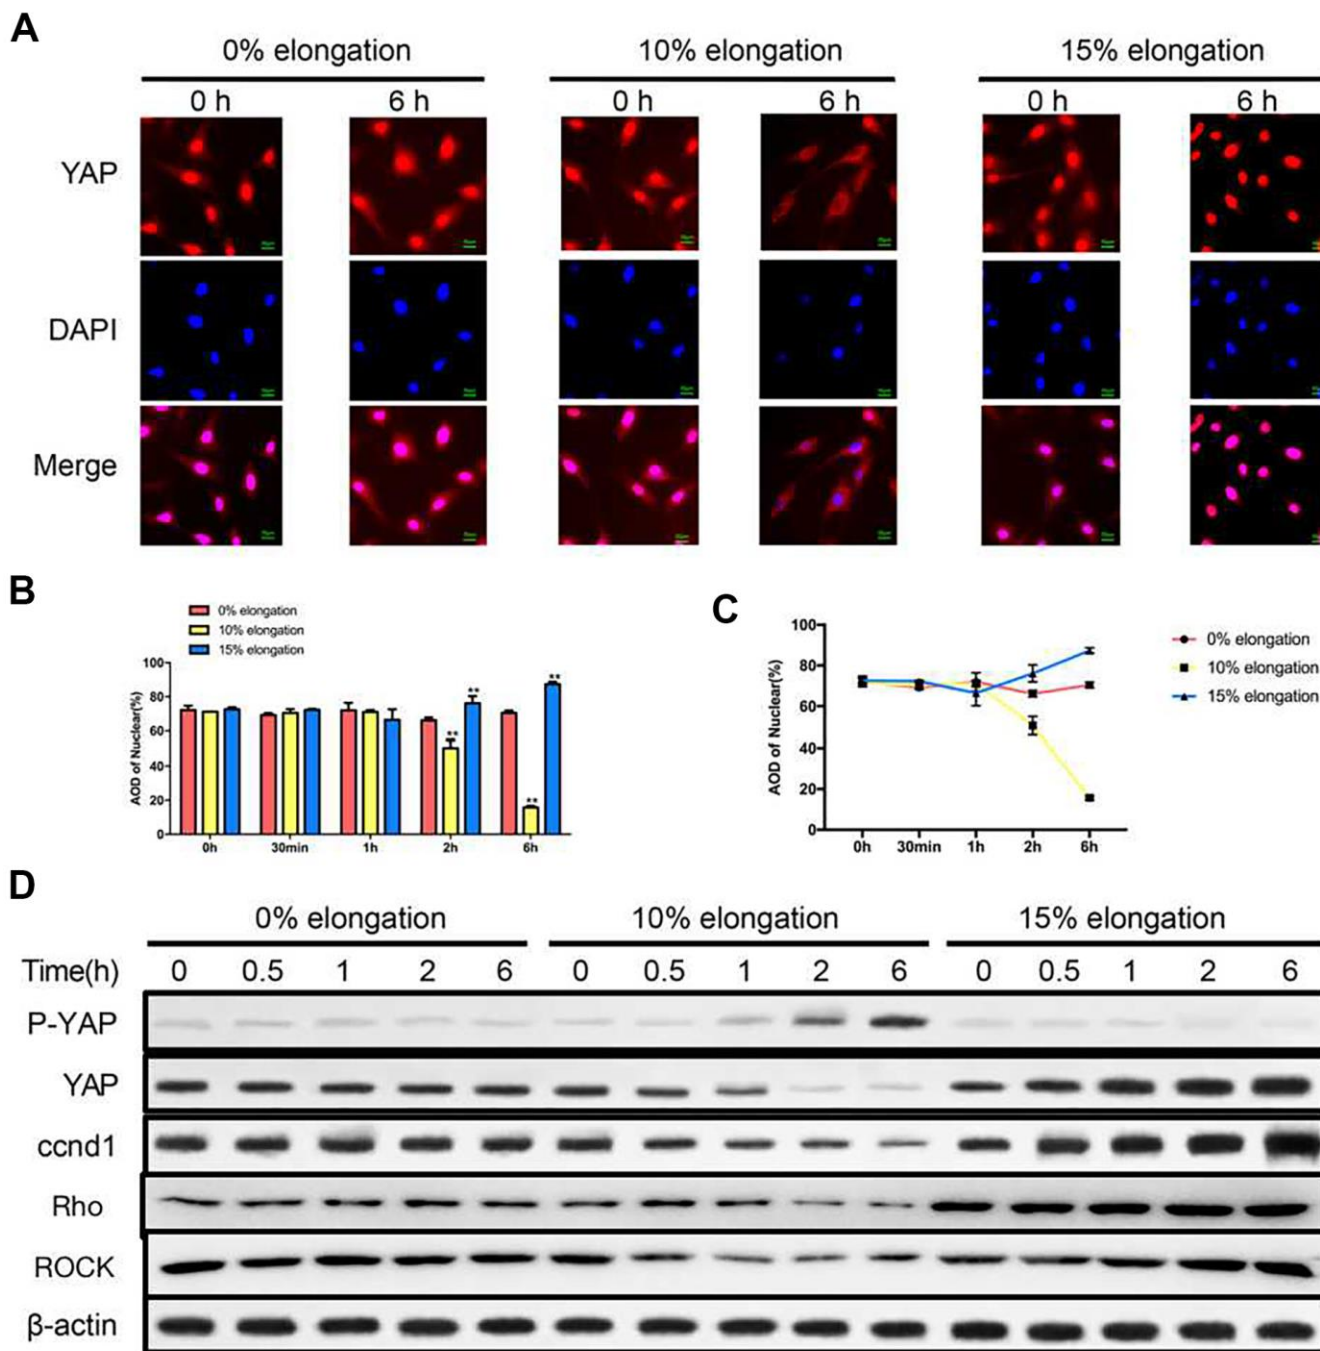 A
0% elongation 10% elongation 15% elongation
0 h 6 h 0 h 6 h 0 h 6 h
YAP
DAPI
Merge
B
0% elongation
10% elongation
15% elongation
AOD of Nuclear(%)
100
80
60
40
20
0
** ** ** **
0h 30min 1h 2h 6h
C
AOD of Nuclear(%)
100
80
60
40
20
0
0h 30min 1h 2h 6h
0% elongation
10% elongation
15% elongation
D
0% elongation 10% elongation 15% elongation
Time(h) 0 0.5 1 2 6 0 0.5 1 2 6 0 0.5 1 2 6
P-YAP
YAP
ccnd1
Rho
ROCK
β-actin